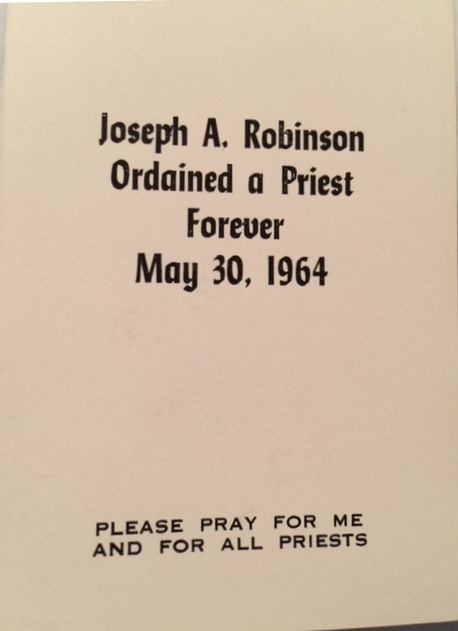 Joseph A. Robinson
Ordained a Priest
Forever
May 30, 1964
PLEASE PRAY FOR ME
AND FOR ALL PRIESTS